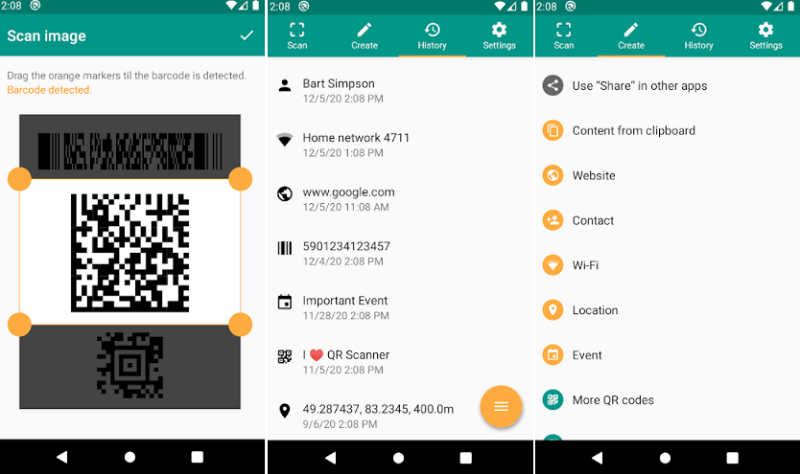 2:08
Scan image
Drag the orange markers til the barcode is detected.
Barcode detected.
2:08
Scan
Create
History
Settings
Bart Simpson
12/5/20 2:08 PM
Home network 4711
12/5/20 1:08 PM
www.google.com
12/5/20 11:08 AM
5901234123457
12/4/20 2:08 PM
Important Event
11/28/20 2:08 PM
I ❤ QR Scanner
11/5/20 2:08 PM
49.287437, 83.2345, 400.0m
9/6/20 2:08 PM
2:08
Scan
Create
History
Settings
Use "Share" in other apps
Content from clipboard
Website
Contact
Wi-Fi
Location
Event
More QR codes